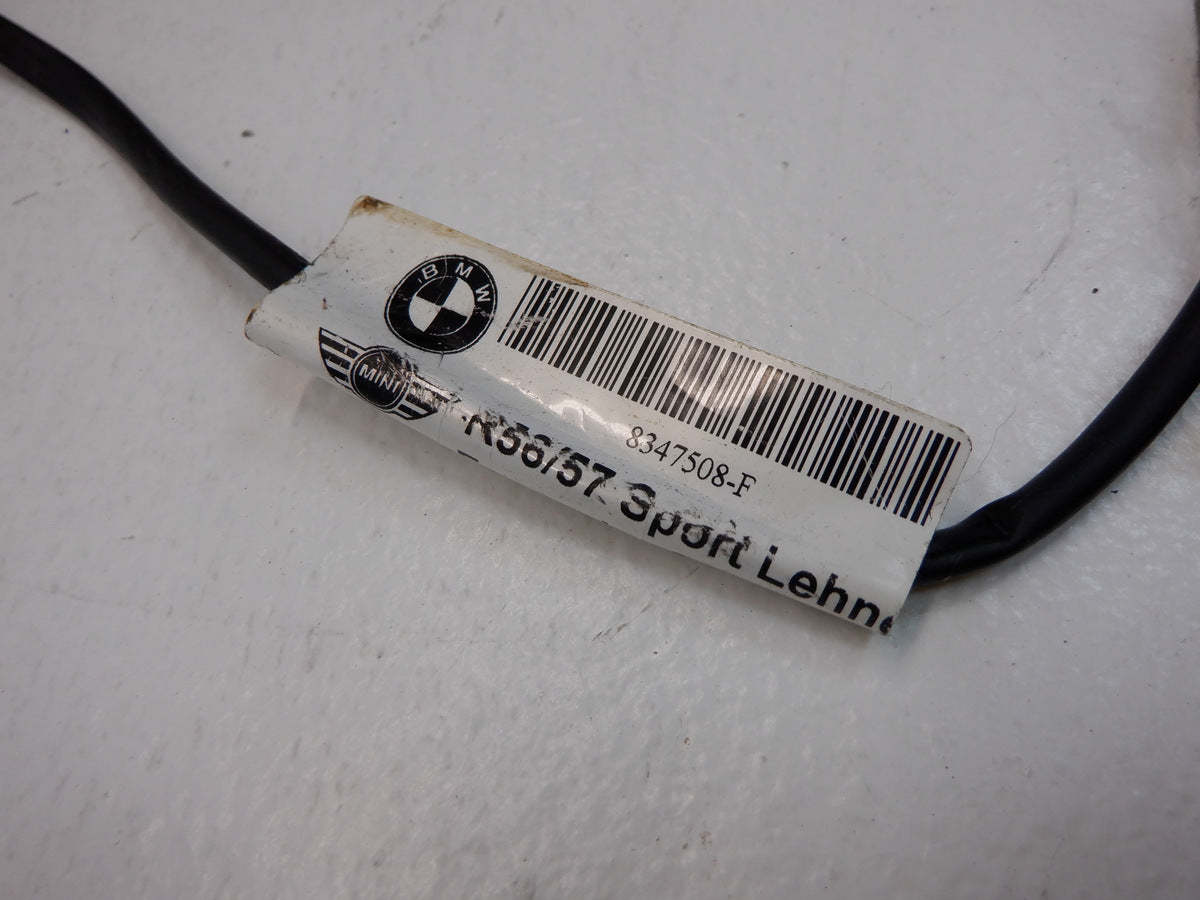 BMW
MINI
8347508-F
R56/57 Sport Lehne